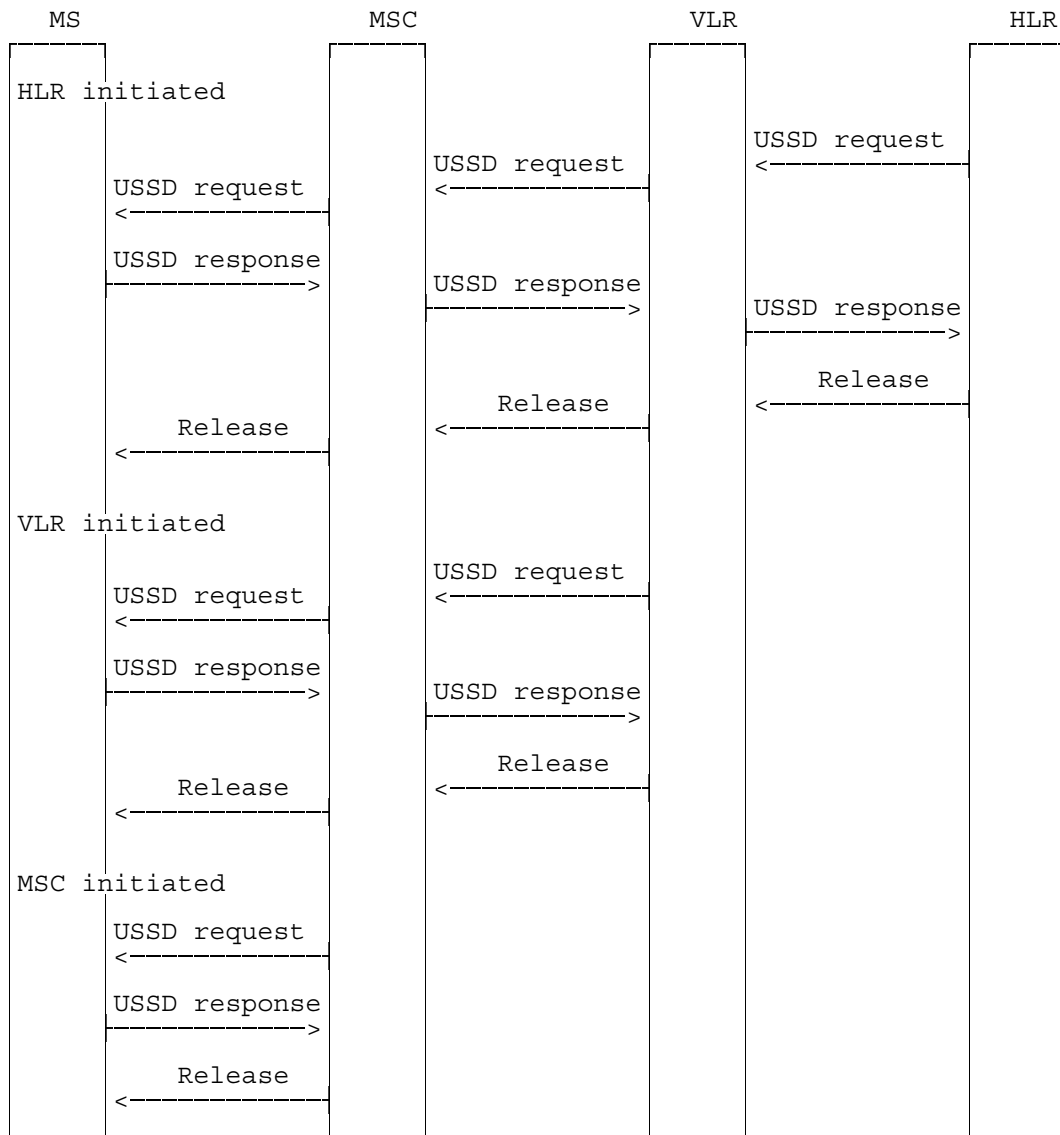 MS MSC VLR HLR
HLR initiated
USSD request
USSD request
USSD request
USSD response
USSD response
USSD response
Release
Release
Release
VLR initiated
USSD request
USSD request
USSD response
USSD response
Release
Release
MSC initiated
USSD request
USSD response
Release